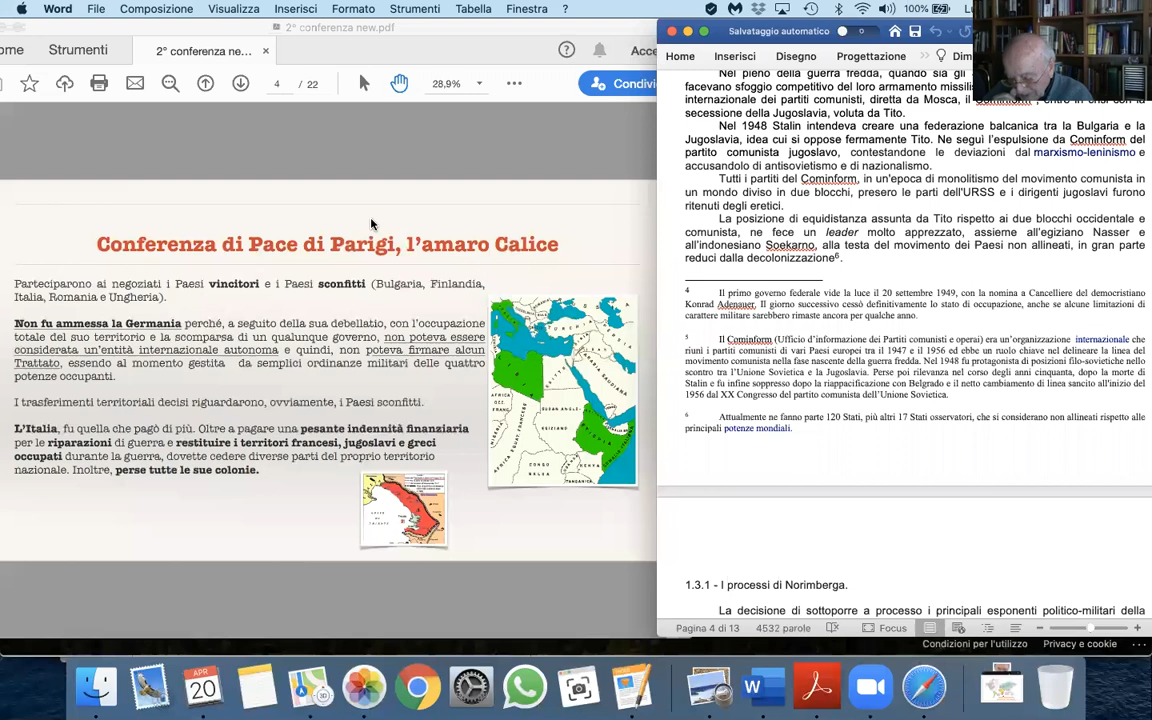 Word File Composizione Visualizza Inserisci Formato Strumenti Tabella Finestra ? 100%
2° conferenza new.pdf
Salvataggio automatico
ome Strumenti 2° conferenza ne... × ? Acce
Home Inserisci Disegno Progettazione
4 / 22 28,9% Condivi
Conferenza di Pace di Parigi, l'amaro Calice
Parteciparono ai negoziati i Paesi vincitori e i Paesi sconfitti (Bulgaria, Finlandia,
Italia, Romania e Ungheria).
Non fu ammessa la Germania perché, a seguito della sua debellatio, con l'occupazione
totale del suo territorio e la scomparsa di un qualunque governo, non poteva essere
considerata un'entità internazionale autonoma e quindi, non poteva firmare alcun
Trattato, essendo al momento gestita da semplici ordinanze militari delle quattro
potenze occupanti.
I trasferimenti territoriali decisi riguardarono, ovviamente, i Paesi sconfitti.
L'Italia, fu quella che pagò di più. Oltre a pagare una pesante indennità finanziaria
per le riparazioni di guerra e restituire i territori francesi, jugoslavi e greci
occupati durante la guerra, dovette cedere diverse parti del proprio territorio
nazionale. Inoltre, perse tutte le sue colonie.
Nel pieno della guerra fredda, quando sia gli
facevano sfoggio competitivo del loro armamento missilis
internazionale dei partiti comunisti, diretta da Mosca, il
secessione della Jugoslavia, voluta da Tito.
Nel 1948 Stalin intendeva creare una federazione balcanica tra la Bulgaria e la
Jugoslavia, idea cui si oppose fermamente Tito. Ne seguì l'espulsione da Cominform del
partito comunista jugoslavo, contestandone le deviazioni dal marxismo-leninismo e
accusandolo di antisovietismo e di nazionalismo.
Tutti i partiti del Cominform, in un'epoca di monolitismo del movimento comunista in
un mondo diviso in due blocchi, presero le parti dell'URSS e i dirigenti jugoslavi furono
ritenuti degli eretici.
La posizione di equidistanza assunta da Tito rispetto ai due blocchi occidentale e
comunista, ne fece un leader molto apprezzato, assieme all'egiziano Nasser e
all'indonesiano Soekarno, alla testa del movimento dei Paesi non allineati, in gran parte
reduci dalla decolonizzazione⁶.
4 Il primo governo federale vide la luce il 20 settembre 1949, con la nomina a Cancelliere del democristiano
Konrad Adenauer. Il giorno successivo cessò definitivamente lo stato di occupazione, anche se alcune limitazioni di
carattere militare sarebbero rimaste ancora per qualche anno.
5 Il Cominform (Ufficio d'informazione dei Partiti comunisti e operai) era un'organizzazione internazionale che
riunì i partiti comunisti di vari Paesi europei tra il 1947 e il 1956 ed ebbe un ruolo chiave nel delineare la linea del
movimento comunista nella fase nascente della guerra fredda. Nel 1948 fu protagonista di posizioni filo-sovietiche nello
scontro tra l'Unione Sovietica e la Jugoslavia. Perse poi rilevanza nel corso degli anni cinquanta, dopo la morte di
Stalin e fu infine soppresso dopo la riappacificazione con Belgrado e il netto cambiamento di linea sancito all'inizio del
1956 dal XX Congresso del partito comunista dell'Unione Sovietica.
6 Attualmente ne fanno parte 120 Stati, più altri 17 Stati osservatori, che si considerano non allineati rispetto alle
principali potenze mondiali.
1.3.1 - I processi di Norimberga.
La decisione di sottoporre a processo i principali esponenti politico-militari della
Pagina 4 di 13 4532 parole Focus
Condizioni per l'utilizzo Privacy e cookie
APR
20